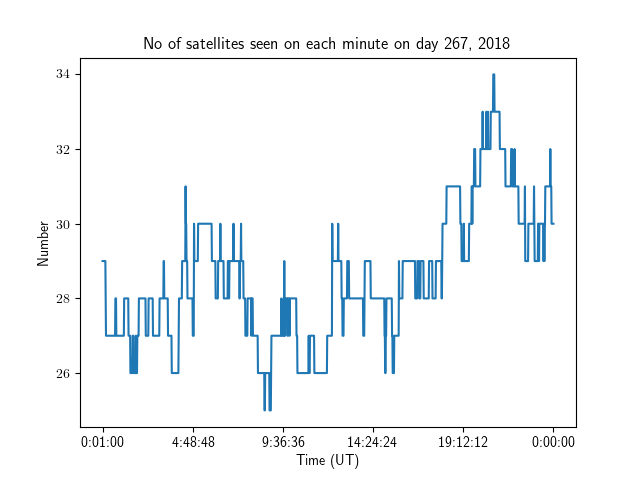 No of satellites seen on each minute on day 267, 2018
34
32
30
28
26
Number
0:01:00 4:48:48 9:36:36 14:24:24 19:12:12 0:00:00
Time (UT)